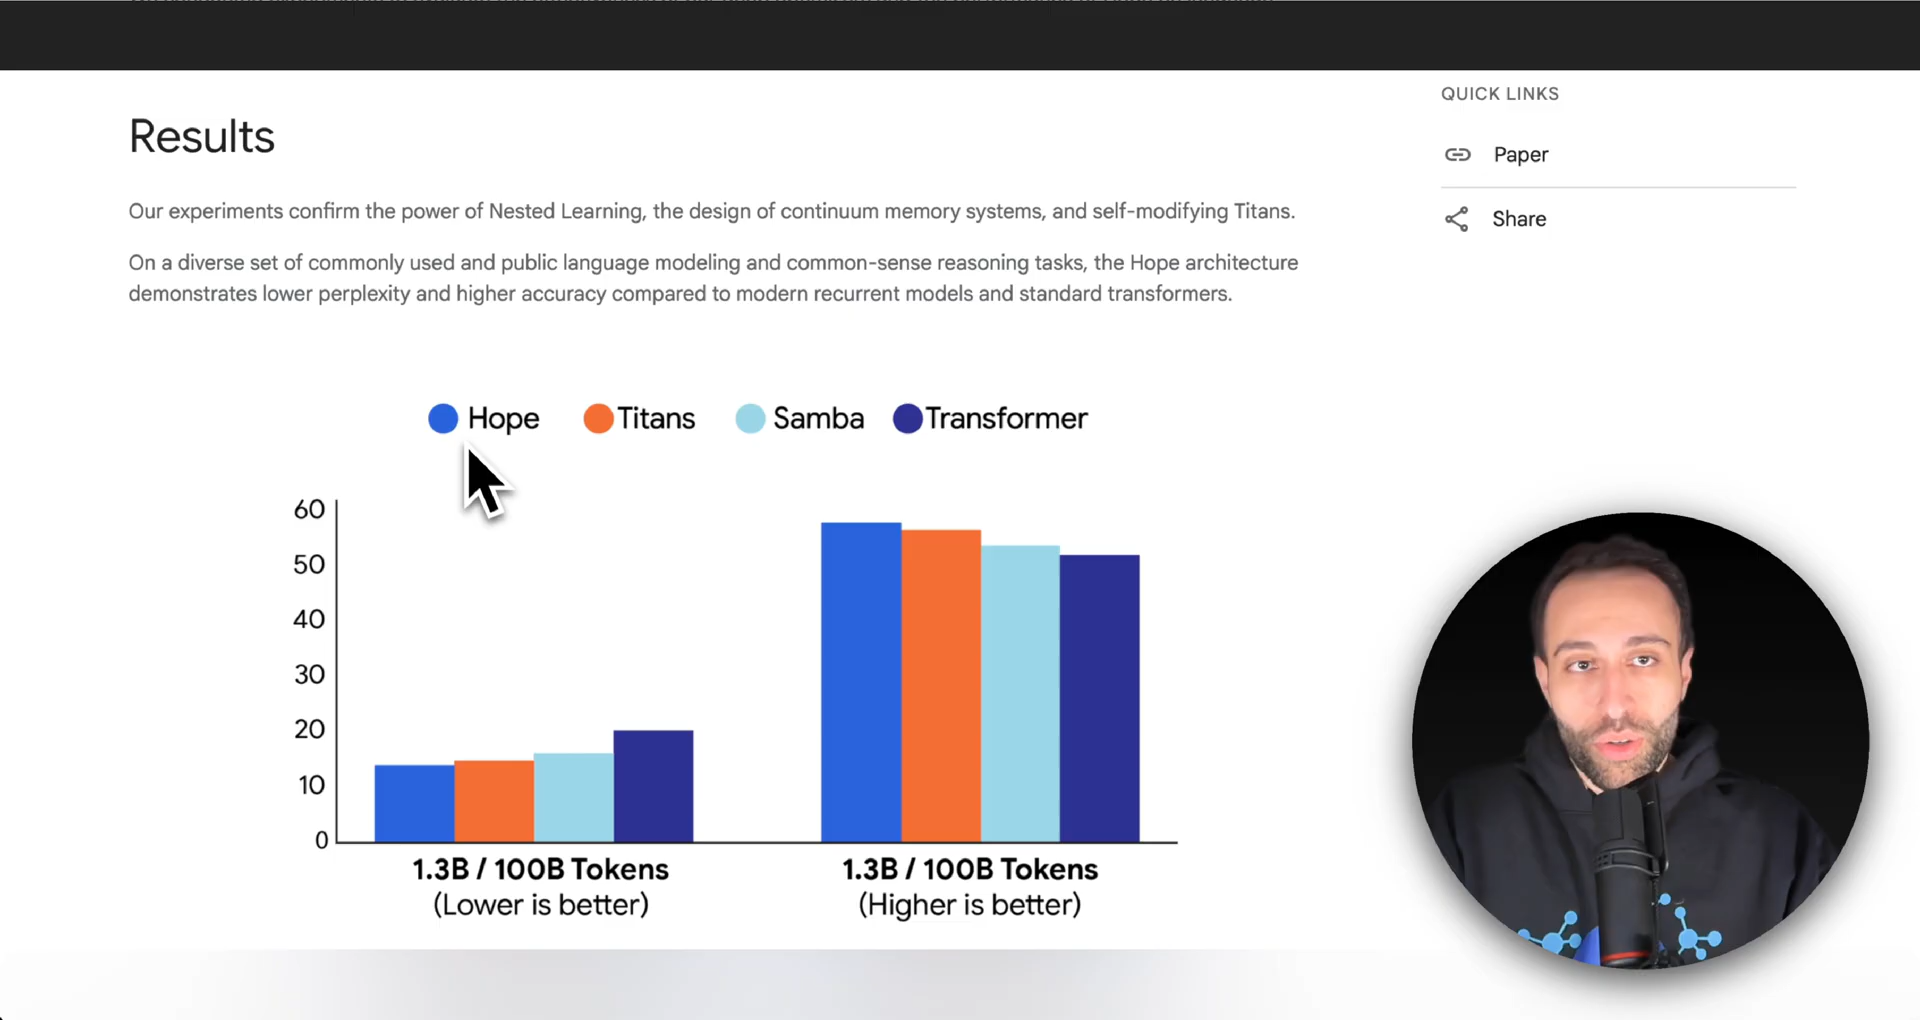 Results
QUICK LINKS
Paper
Share
Our experiments confirm the power of Nested Learning, the design of continuum memory systems, and self-modifying Titans.
On a diverse set of commonly used and public language modeling and common-sense reasoning tasks, the Hope architecture
demonstrates lower perplexity and higher accuracy compared to modern recurrent models and standard transformers.
Hope Titans Samba Transformer
60
50
40
30
20
10
0
1.3B / 100B Tokens 1.3B / 100B Tokens
(Lower is better) (Higher is better)